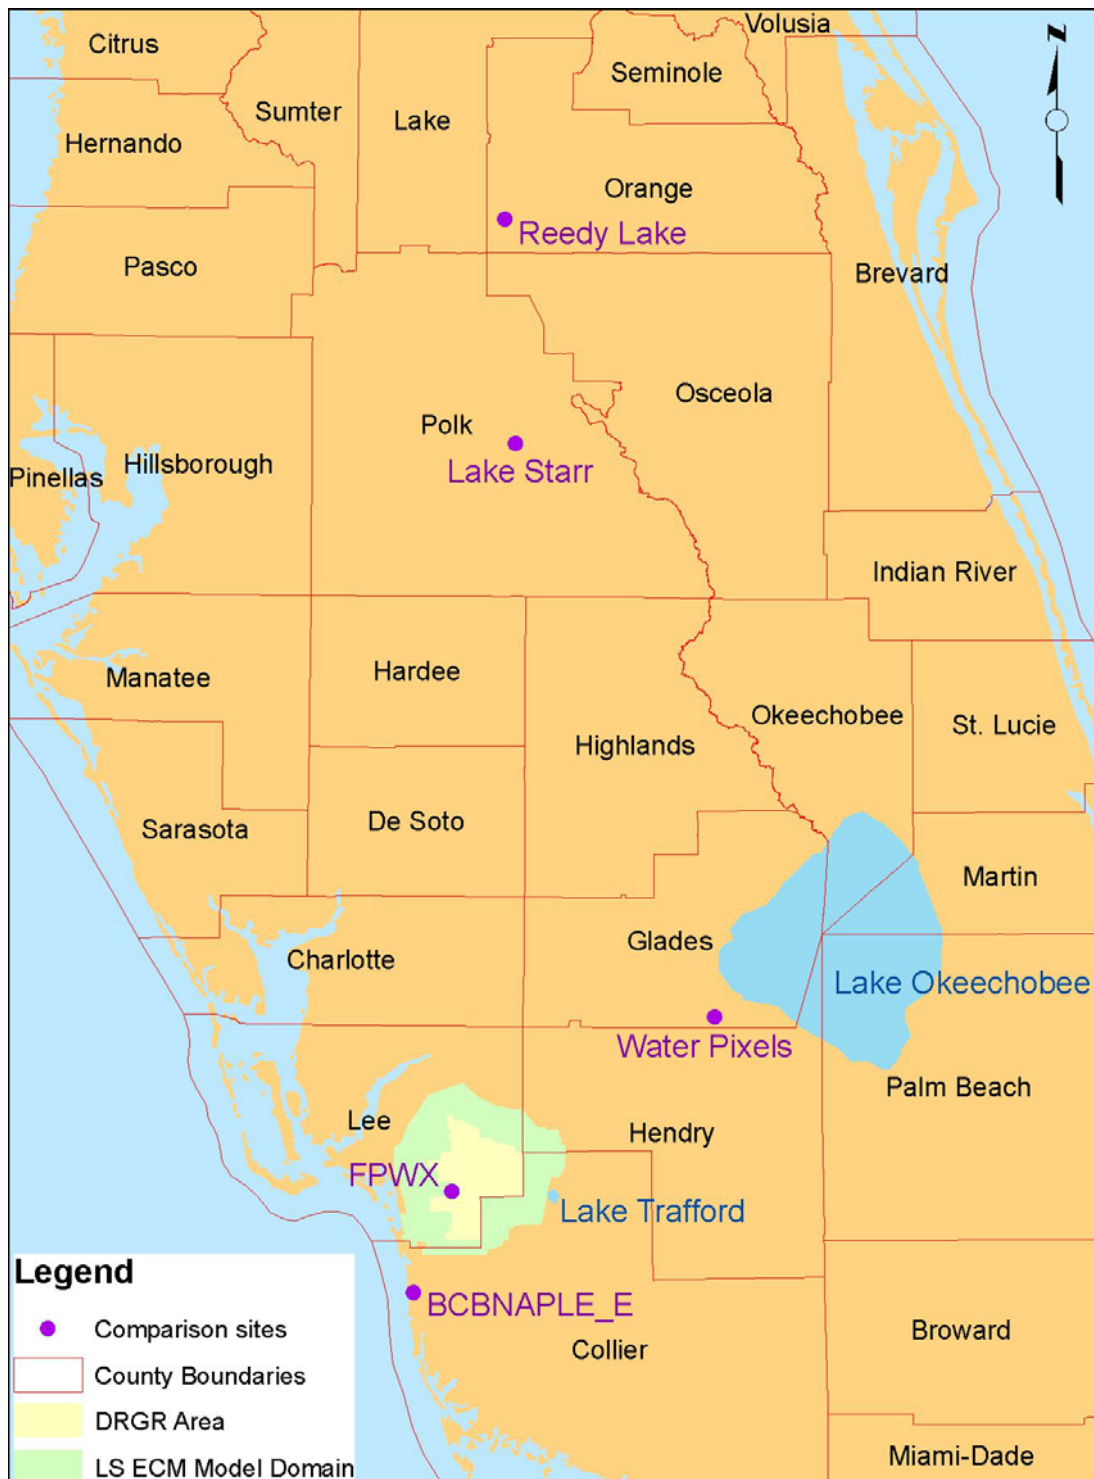 Volusia
Citrus
Seminole
Sumter
Lake
Hernando
Orange
Reedy Lake
Pasco
Brevard
Osceola
Polk
Hillsborough
Pinellas
Lake Starr
Indian River
Manatee
Hardee
Okeechobee
St. Lucie
Highlands
De Soto
Sarasota
Martin
Glades
Charlotte
Lake Okeechobee
Water Pixels
Palm Beach
Lee
Hendry
FPWX
Lake Trafford
BCBNAPLE_E
Broward
Collier
Miami-Dade
N
Legend
Comparison sites
County Boundaries
DRGR Area
LS ECM Model Domain